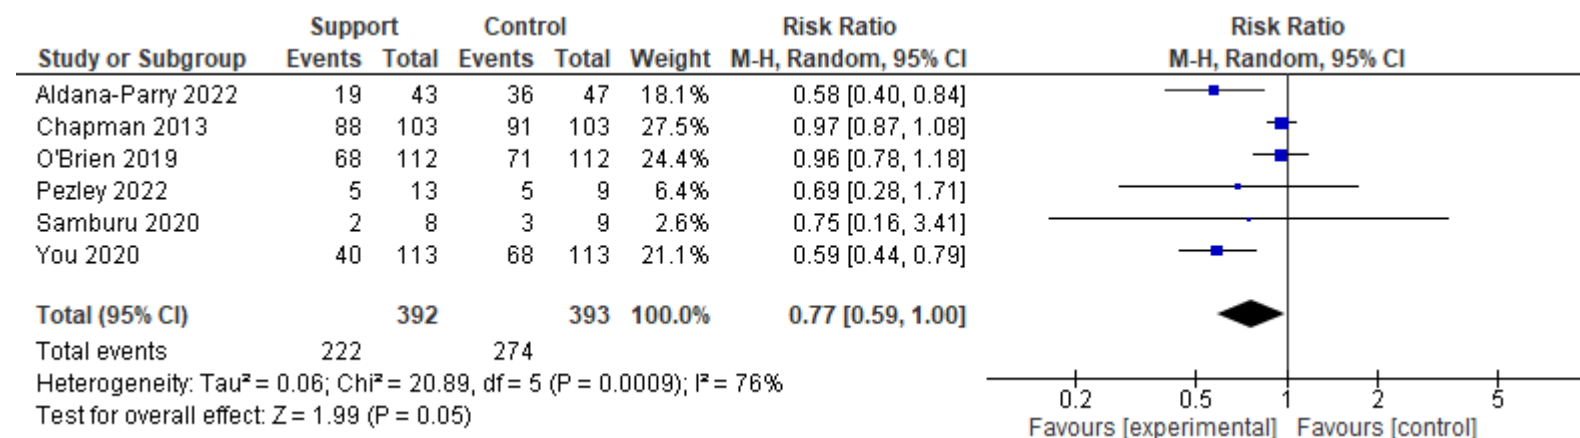 Support Control Risk Ratio Risk Ratio
Study or Subgroup Events Total Events Total Weight M-H, Random, 95% CI M-H, Random, 95% CI
Aldana-Parry 2022 19 43 36 47 18.1% 0.58 [0.40, 0.84]
Chapman 2013 88 103 91 103 27.5% 0.97 [0.87, 1.08]
O'Brien 2019 68 112 71 112 24.4% 0.96 [0.78, 1.18]
Pezley 2022 5 13 5 9 6.4% 0.69 [0.28, 1.71]
Samburu 2020 2 8 3 9 2.6% 0.75 [0.16, 3.41]
You 2020 40 113 68 113 21.1% 0.59 [0.44, 0.79]
Total (95% CI) 392 393 100.0% 0.77 [0.59, 1.00]
Total events 222 274
Heterogeneity: Tau² = 0.06; Chi² = 20.89, df = 5 (P = 0.0009); I² = 76%
Test for overall effect: Z = 1.99 (P = 0.05)
0.2 0.5 1 2 5
Favours [experimental] Favours [control]